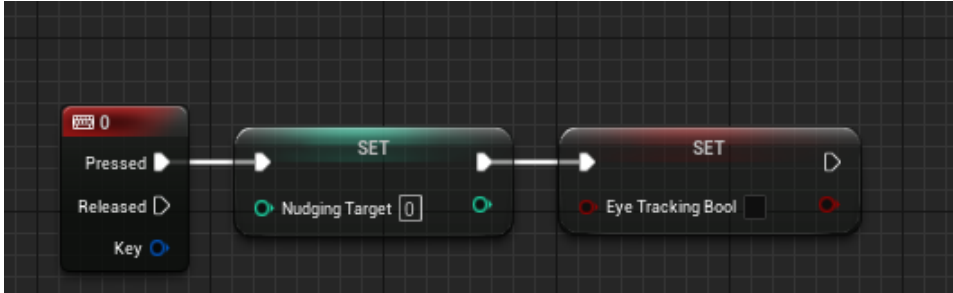 0
Pressed
Released
Key
SET
Nudging Target 0
SET
Eye Tracking Bool